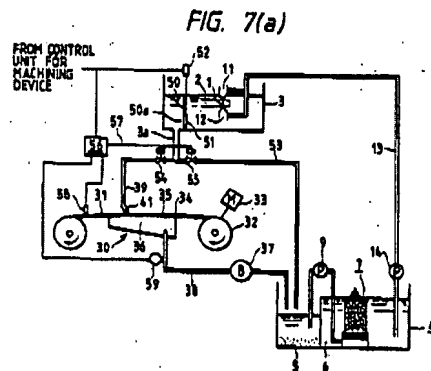 FIG. 7(a)
FROM CONTROL
UNIT FOR
MACHINING
DEVICE
52
50 2 1 11
50a
3
12
51
57
3a
53
56
54
55
13
58
31
39
41
35
34
M
33
32
30
36
37
B
59
38
9
P
7
14
P
5
6